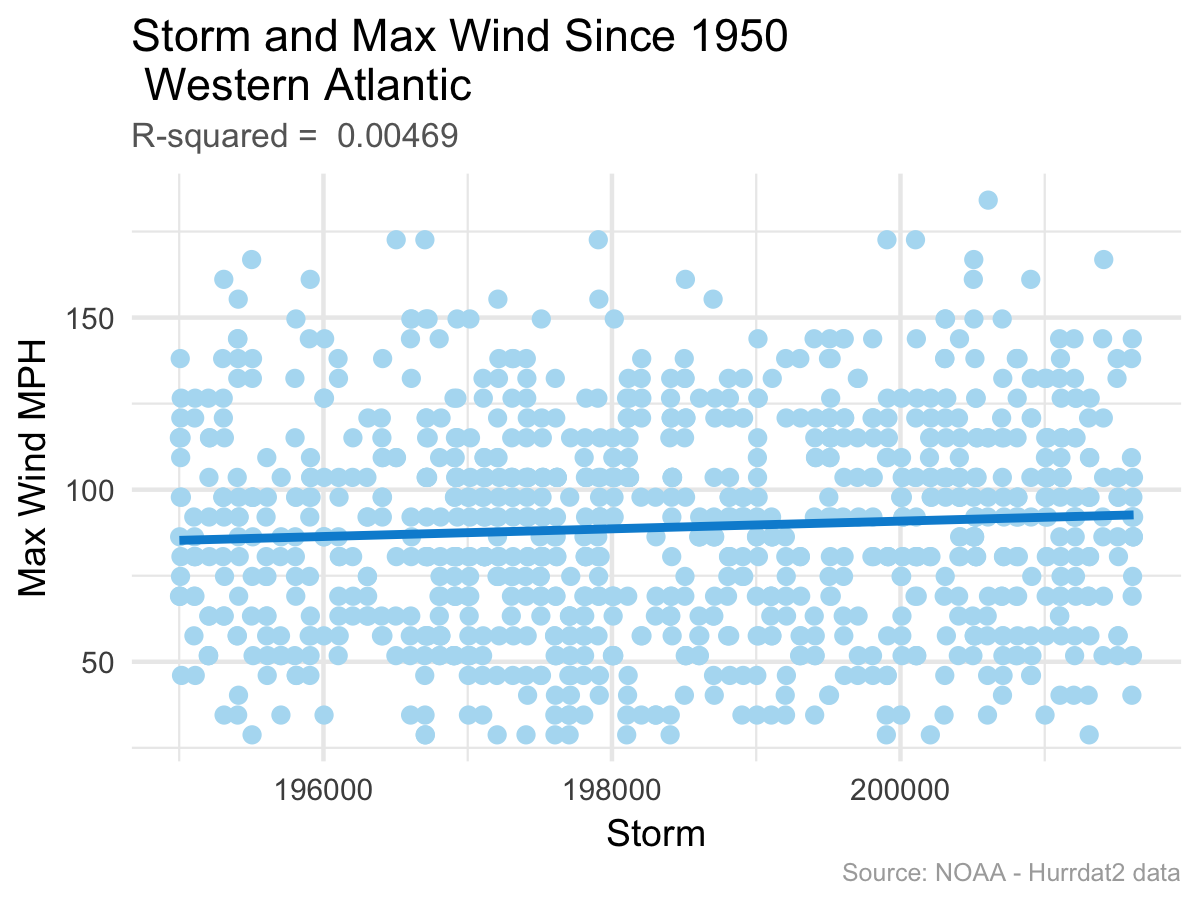 Storm and Max Wind Since 1950
Western Atlantic
R-squared =  0.00469
Max Wind MPH
150
100
50
196000
198000
200000
Storm
Source: NOAA - Hurrdat2 data